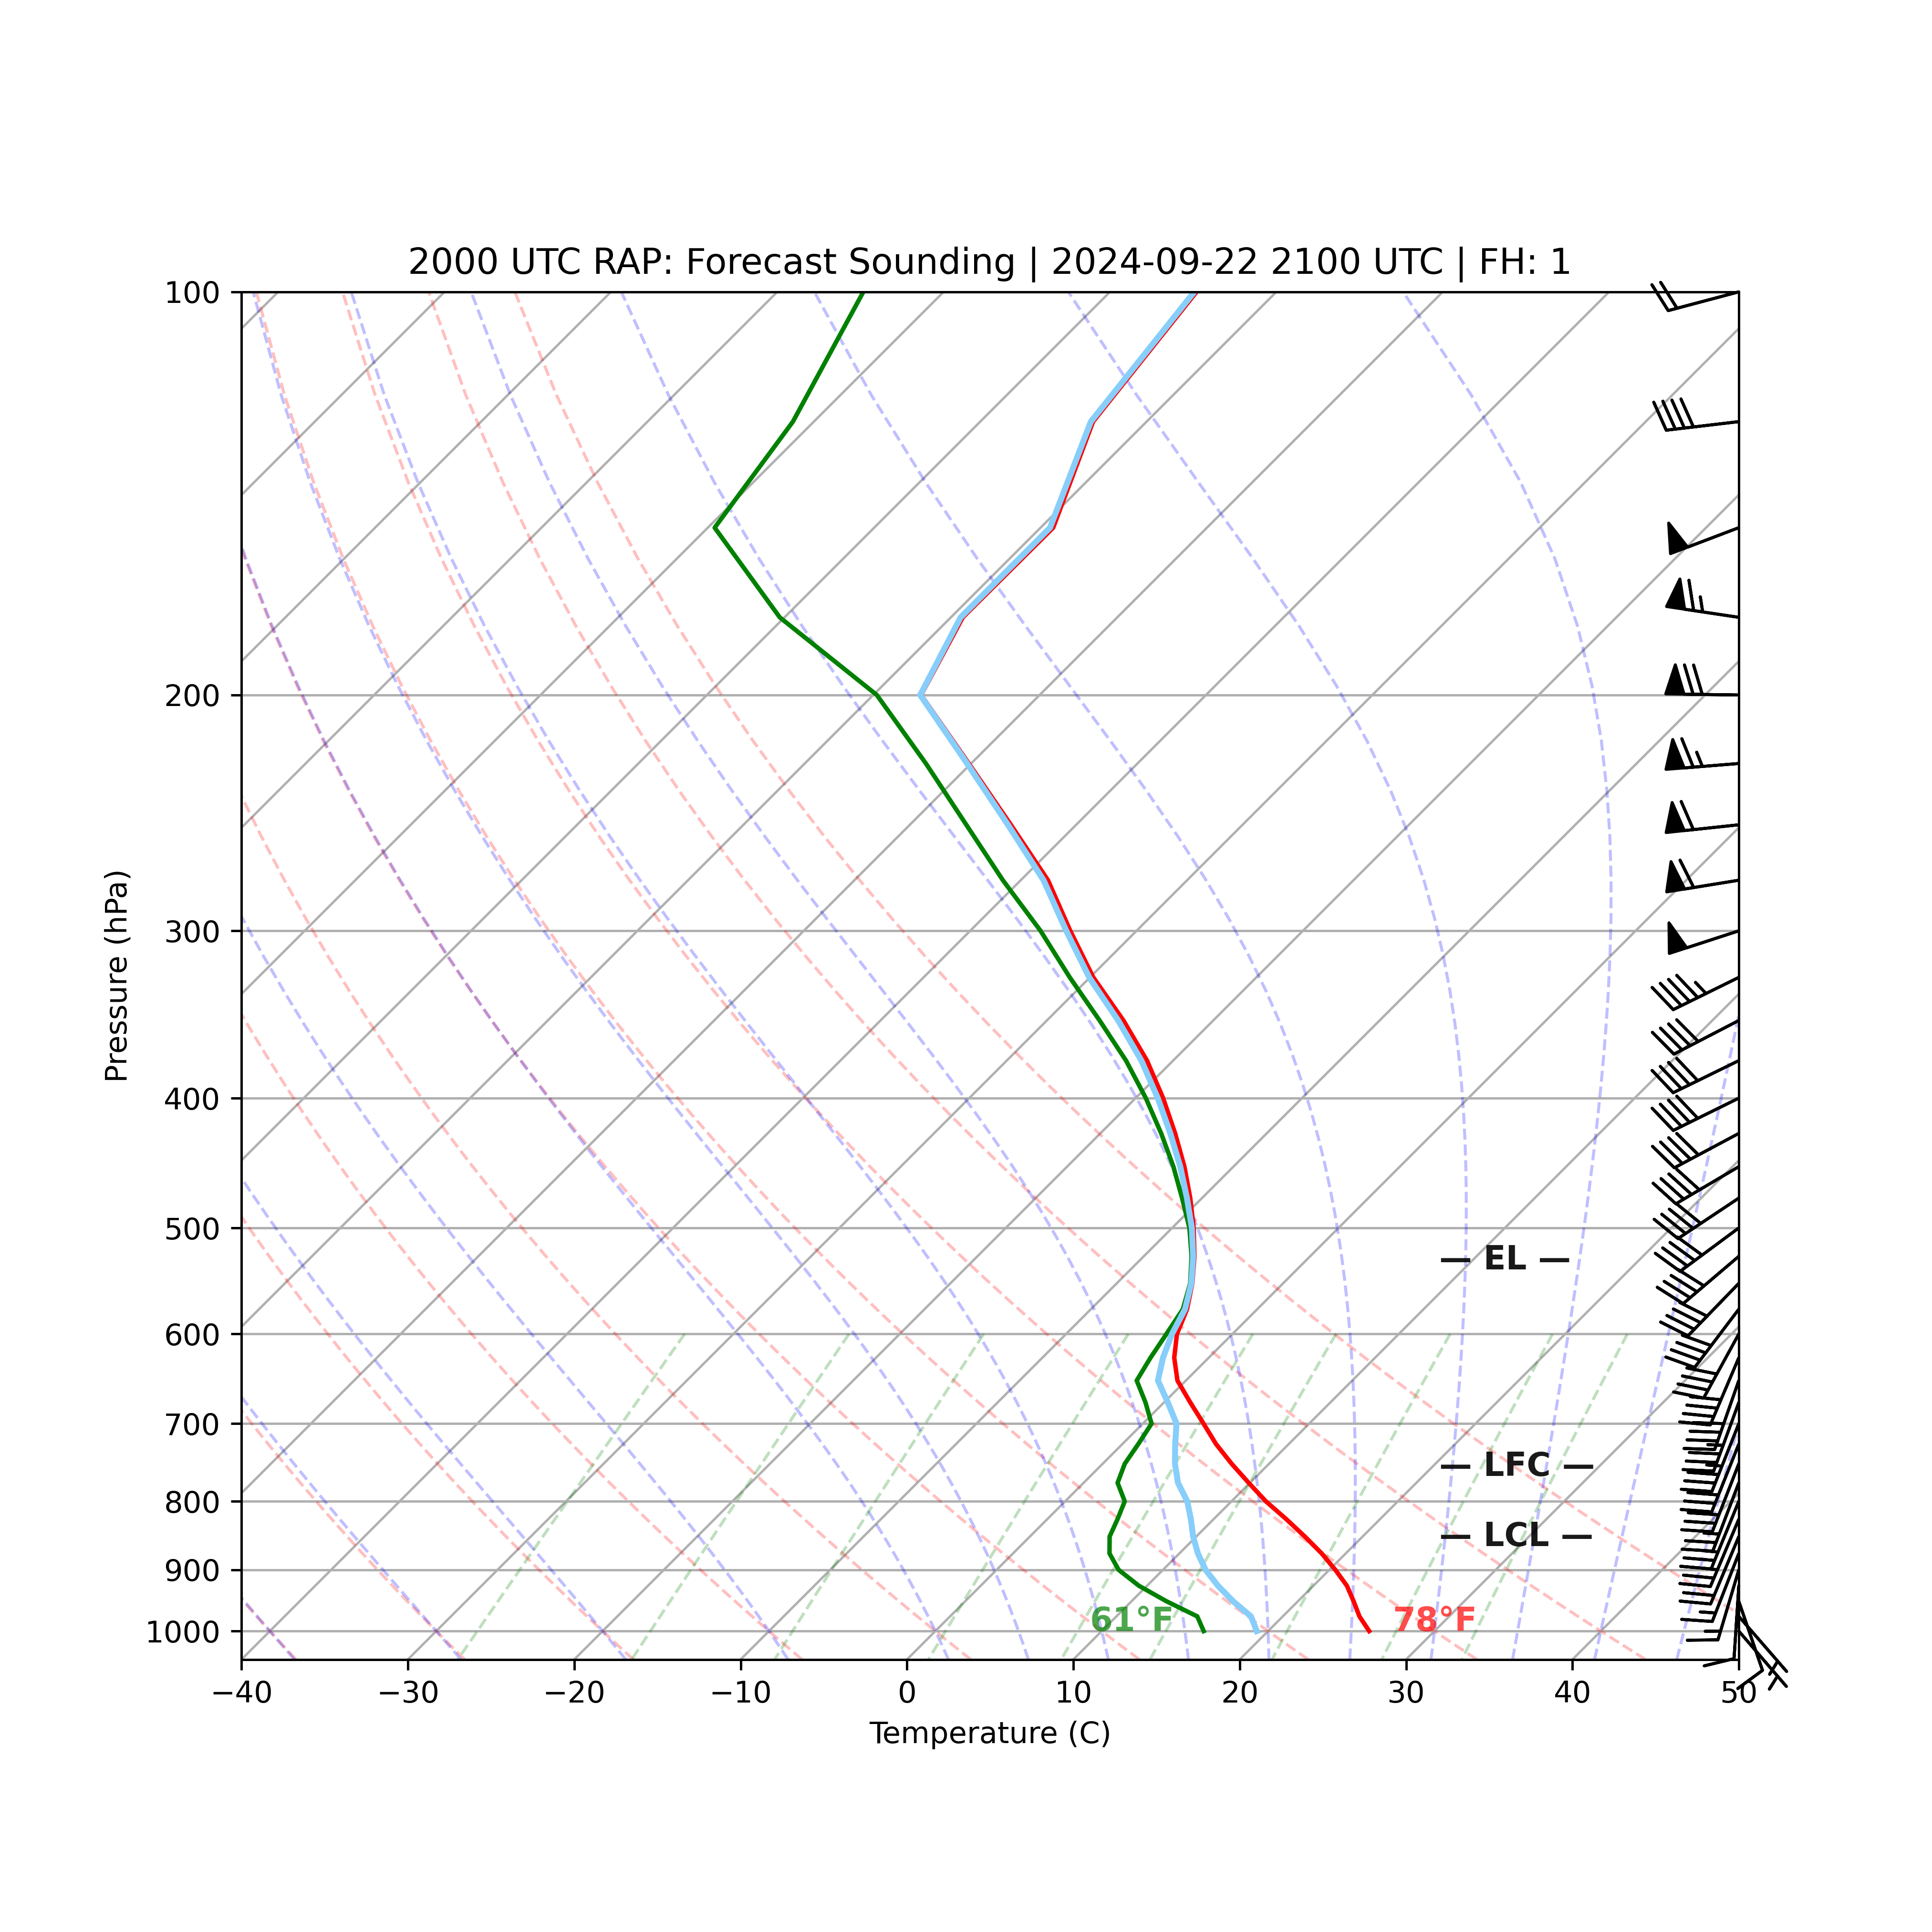 2000 UTC RAP: Forecast Sounding | 2024-09-22 2100 UTC | FH: 1
100
200
300
400
500
600
700
800
900
1000
Pressure (hPa)
— EL —
— LFC —
— LCL —
61°F
78°F
−40 −30 −20 −10 0 10 20 30 40 50
Temperature (C)